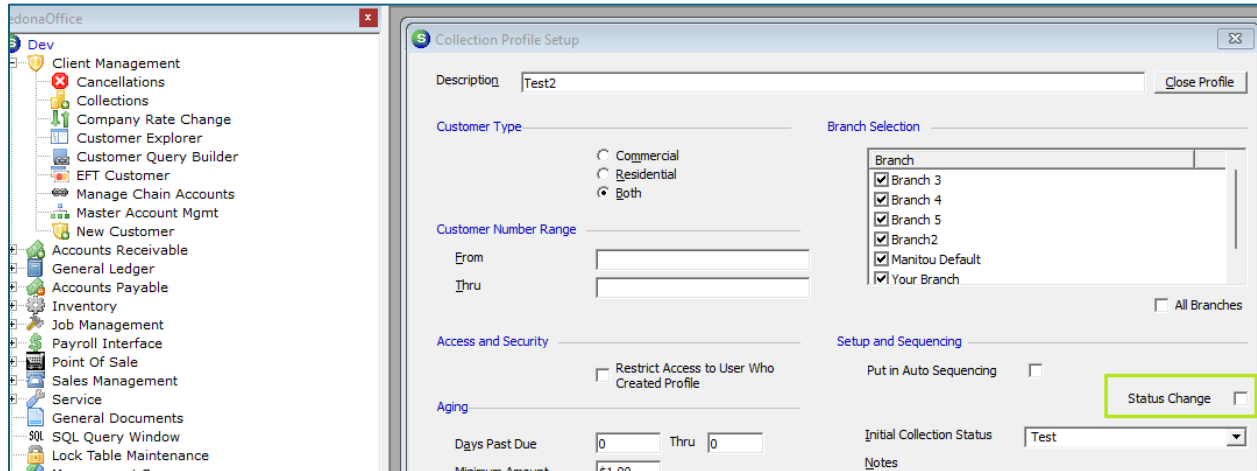 edonaOffice
Dev
Client Management
Cancellations
Collections
Company Rate Change
Customer Explorer
Customer Query Builder
EFT Customer
Manage Chain Accounts
Master Account Mgmt
New Customer
Accounts Receivable
General Ledger
Accounts Payable
Inventory
Job Management
Payroll Interface
Point Of Sale
Sales Management
Service
General Documents
SQL SQL Query Window
Lock Table Maintenance
Collection Profile Setup
Description Test2 Close Profile
Customer Type
Commercial
Residential
Both
Branch Selection
Branch
Branch 3
Branch 4
Branch 5
Branch2
Manitou Default
Your Branch
All Branches
Customer Number Range
From
Thru
Access and Security
Restrict Access to User Who
Created Profile
Setup and Sequencing
Put in Auto Sequencing
Status Change
Initial Collection Status Test
Notes
Aging
Days Past Due 0 Thru 0
Minimum Amount $1.00